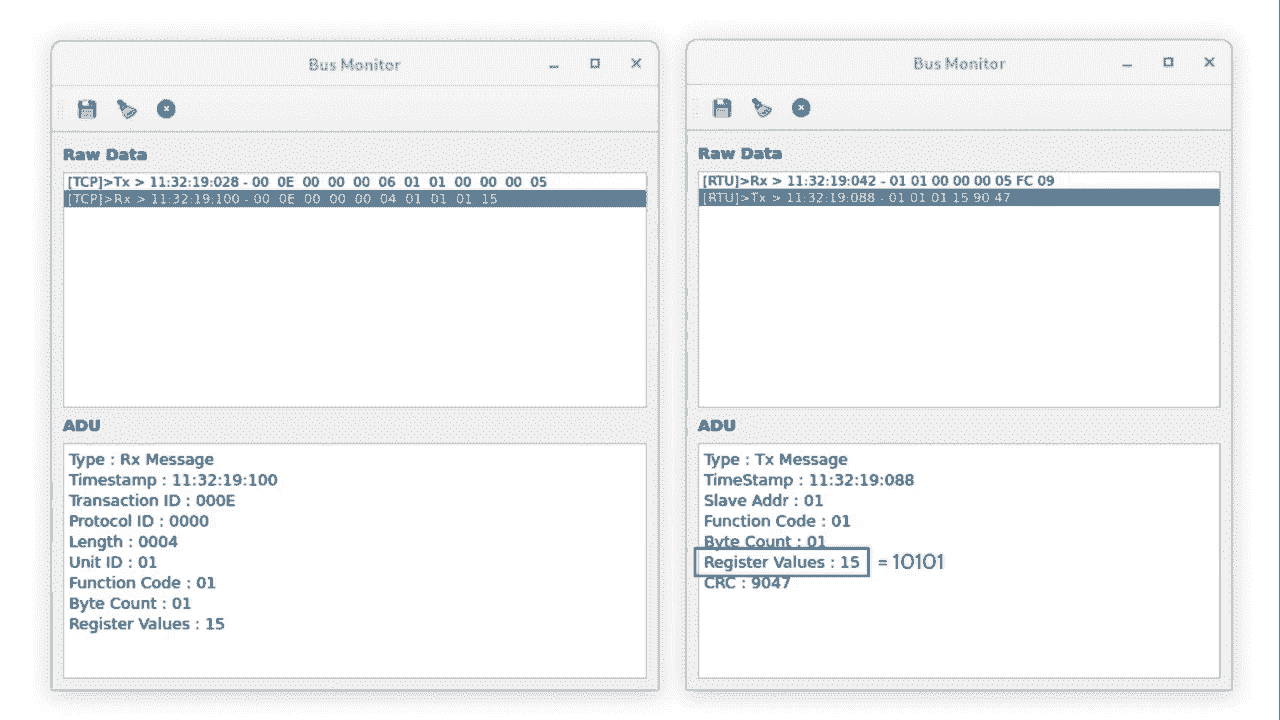 Bus Monitor
Raw Data
[TCP]>Tx > 11:32:19:028 - 00 0E 00 00 00 06 01 01 00 00 00 05
[TCP]>Rx > 11:32:19:100 - 00 0E 00 00 00 04 01 01 01 15
ADU
Type : Rx Message
Timestamp : 11:32:19:100
Transaction ID : 000E
Protocol ID : 0000
Length : 0004
Unit ID : 01
Function Code : 01
Byte Count : 01
Register Values : 15
Bus Monitor
Raw Data
[RTU]>Rx > 11:32:19:042 - 01 01 00 00 00 05 FC 09
[RTU]>Tx > 11:32:19:088 - 01 01 01 15 90 47
ADU
Type : Tx Message
TimeStamp : 11:32:19:088
Slave Addr : 01
Function Code : 01
Byte Count : 01
Register Values : 15 = 10101
CRC : 9047